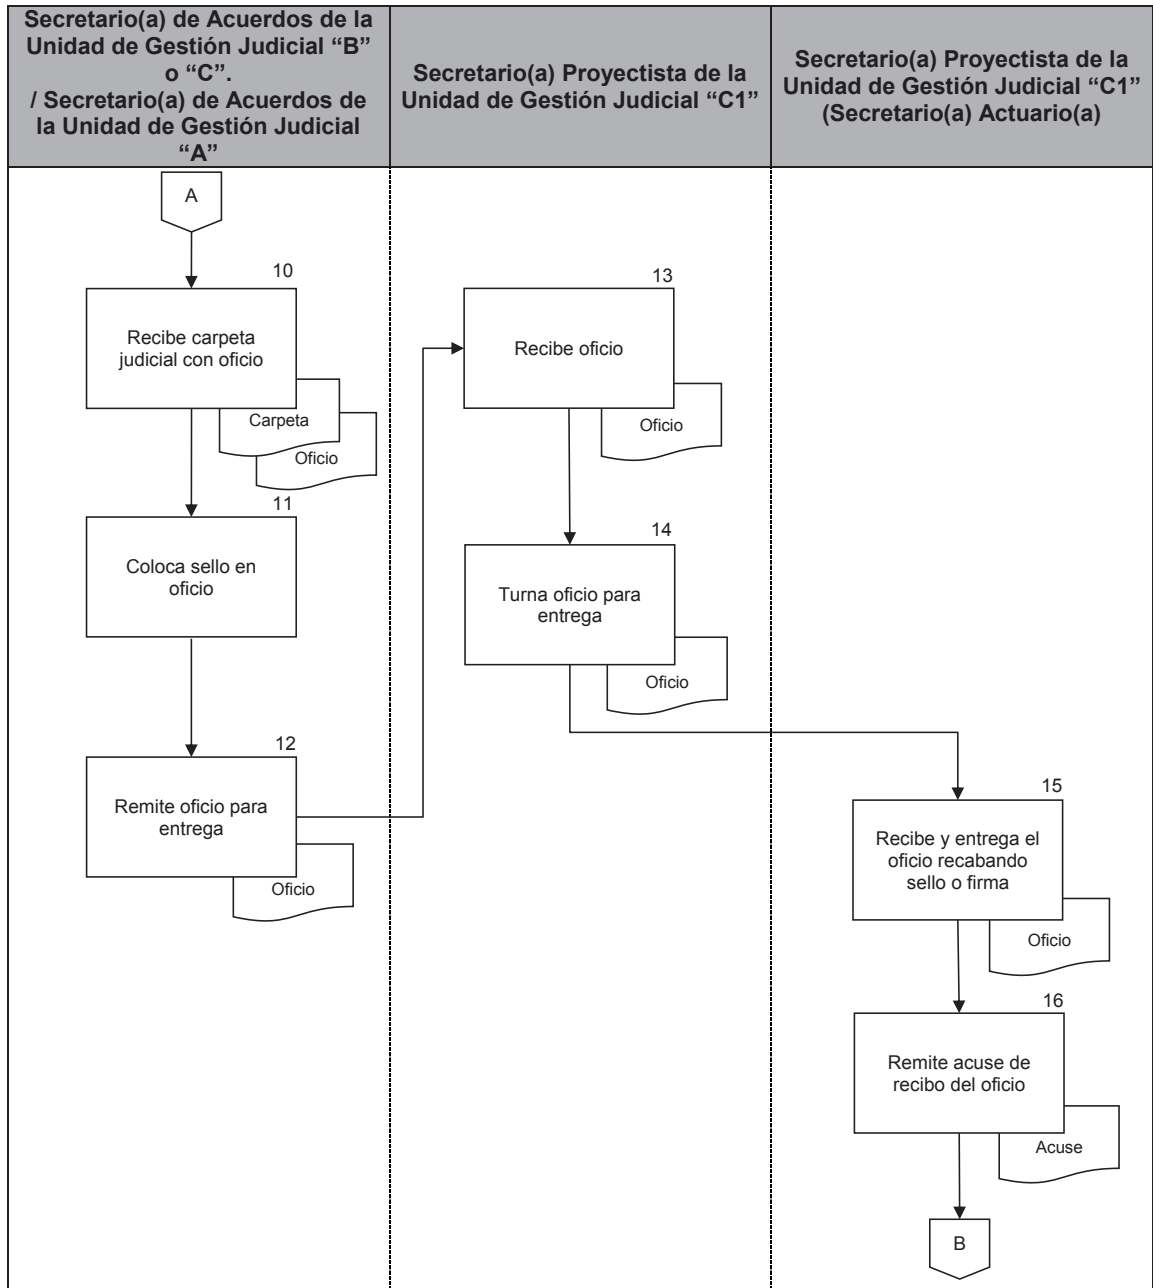 Secretario(a) de Acuerdos de la
Unidad de Gestión Judicial “B”
o “C”.
/ Secretario(a) de Acuerdos de
la Unidad de Gestión Judicial
“A”
Secretario(a) Proyectista de la
Unidad de Gestión Judicial “C1”
Secretario(a) Proyectista de la
Unidad de Gestión Judicial “C1”
(Secretario(a) Actuario(a)
A
10
Recibe carpeta
judicial con oficio
Carpeta
Oficio
11
Coloca sello en
oficio
12
Remite oficio para
entrega
Oficio
13
Recibe oficio
Oficio
14
Turna oficio para
entrega
Oficio
15
Recibe y entrega el
oficio recabando
sello o firma
Oficio
16
Remite acuse de
recibo del oficio
Acuse
B